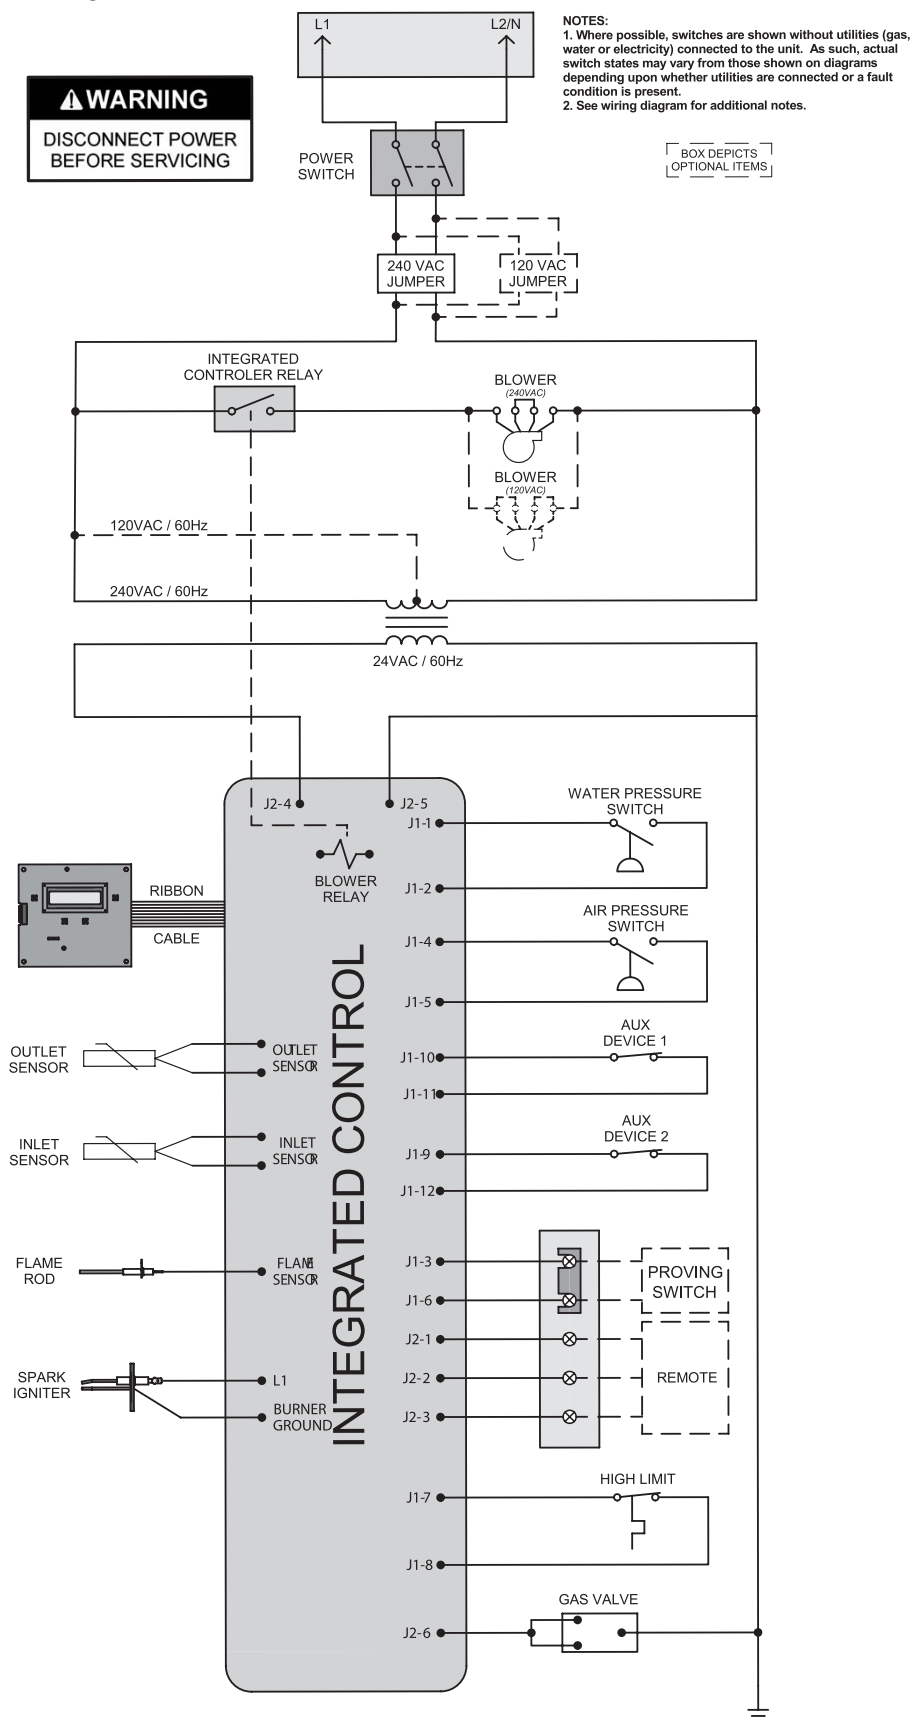 L1
L2/N
NOTES:
1. Where possible, switches are shown without utilities (gas,
water or electricity) connected to the unit. As such, actual
switch states may vary from those shown on diagrams
depending upon whether utilities are connected or a fault
condition is present.
2. See wiring diagram for additional notes.
WARNING
DISCONNECT POWER
BEFORE SERVICING
POWER
SWITCH
BOX DEPICTS
OPTIONAL ITEMS
240 VAC
JUMPER
120 VAC
JUMPER
INTEGRATED
CONTROLER RELAY
BLOWER
(240VAC)
BLOWER
(120VAC)
120VAC / 60Hz
240VAC / 60Hz
24VAC / 60Hz
J2-4
J2-5
J1-1
WATER PRESSURE
SWITCH
BLOWER
RELAY
J1-2
RIBBON
CABLE
AIR PRESSURE
SWITCH
J1-4
J1-5
INTEGRATED CONTROL
OUTLET
SENSOR
OUTLET
SENSOR
AUX
DEVICE 1
J1-10
J1-11
INLET
SENSOR
INLET
SENSOR
AUX
DEVICE 2
J1-9
J1-12
FLAME
ROD
FLAME
SENSOR
J1-3
J1-6
PROVING
SWITCH
J2-1
J2-2
J2-3
REMOTE
SPARK
IGNITER
L1
BURNER
GROUND
HIGH LIMIT
J1-7
J1-8
GAS VALVE
J2-6